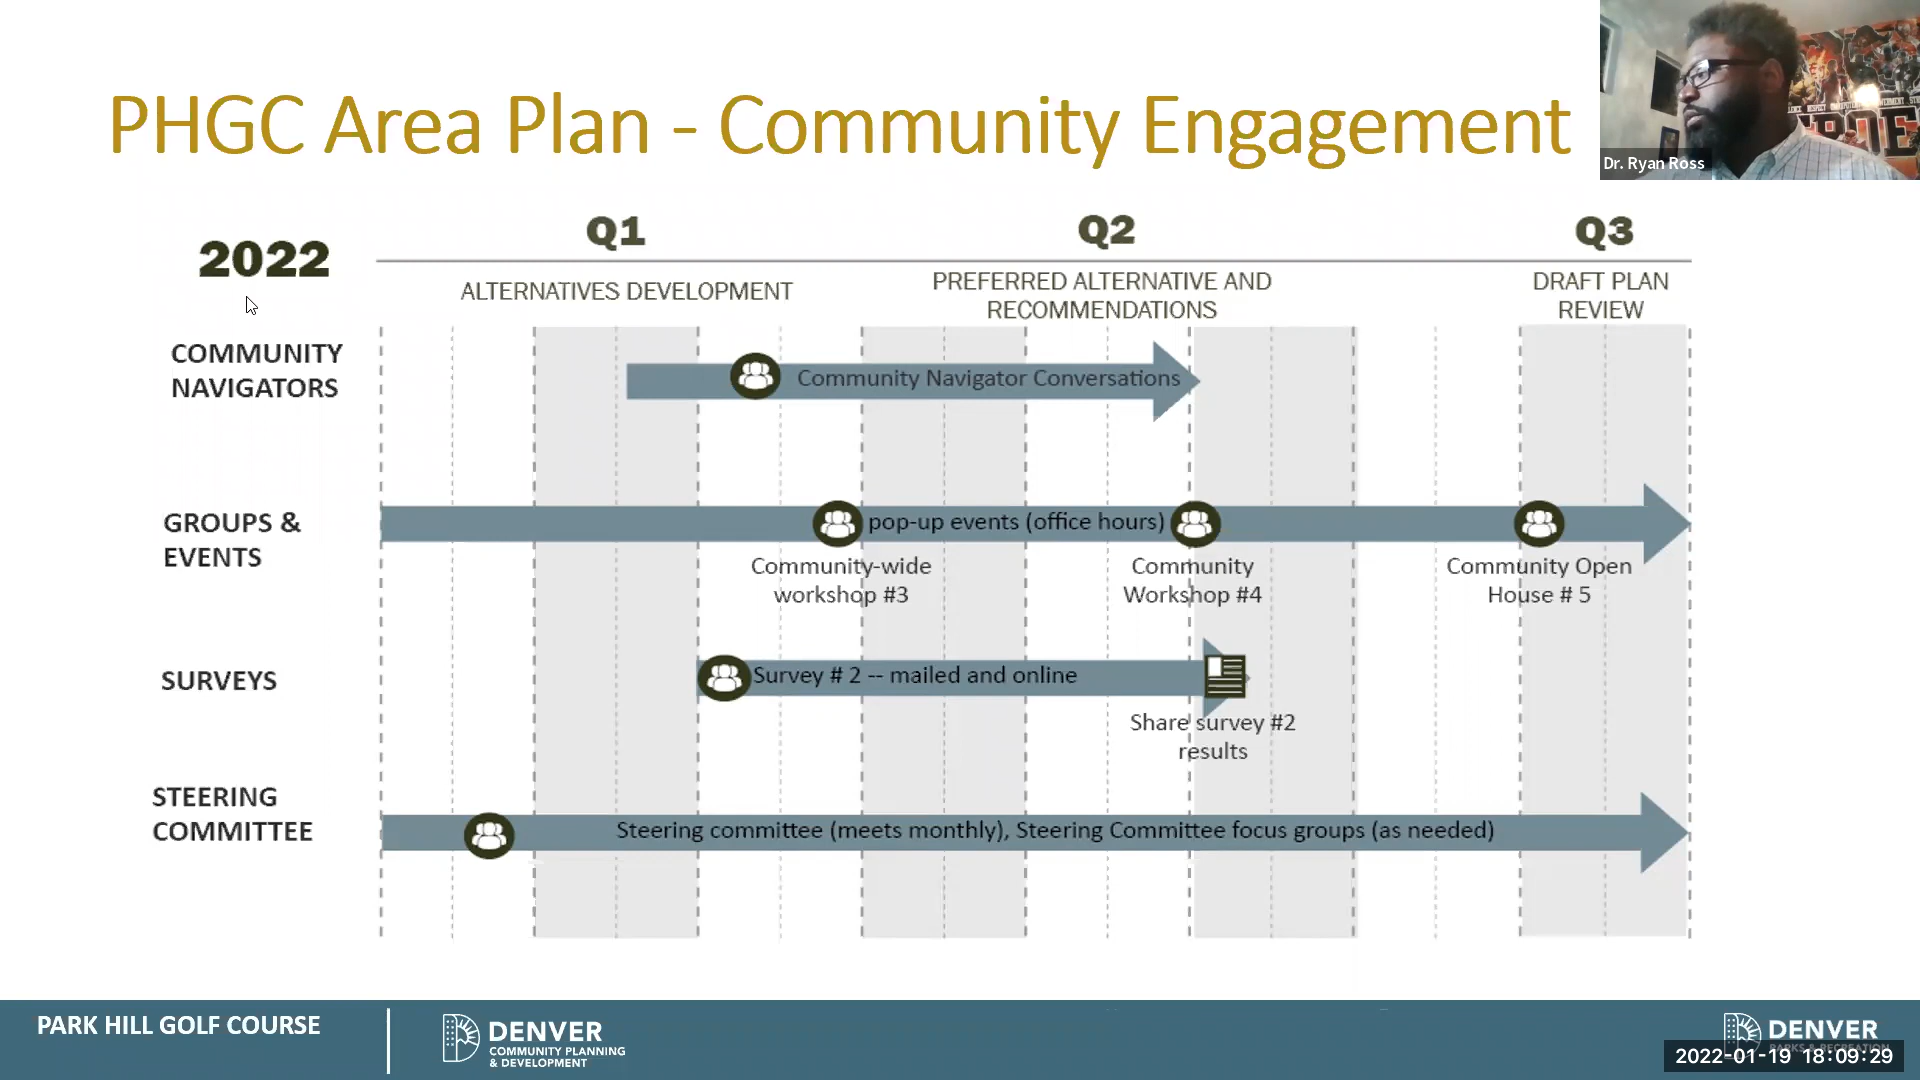 PHGC Area Plan - Community Engagement
Dr. Ryan Ross
2022
Q1
Q2
Q3
ALTERNATIVES DEVELOPMENT
PREFERRED ALTERNATIVE AND
RECOMMENDATIONS
DRAFT PLAN
REVIEW
COMMUNITY
NAVIGATORS
Community Navigator Conversations
GROUPS &
EVENTS
pop-up events (office hours)
Community-wide
workshop #3
Community
Workshop #4
Community Open
House # 5
SURVEYS
Survey # 2 -- mailed and online
Share survey #2
results
STEERING
COMMITTEE
Steering committee (meets monthly), Steering Committee focus groups (as needed)
PARK HILL GOLF COURSE
DENVER
COMMUNITY PLANNING
& DEVELOPMENT
DENVER
PARKS & RECREATION
2022-01-19 18:09:29